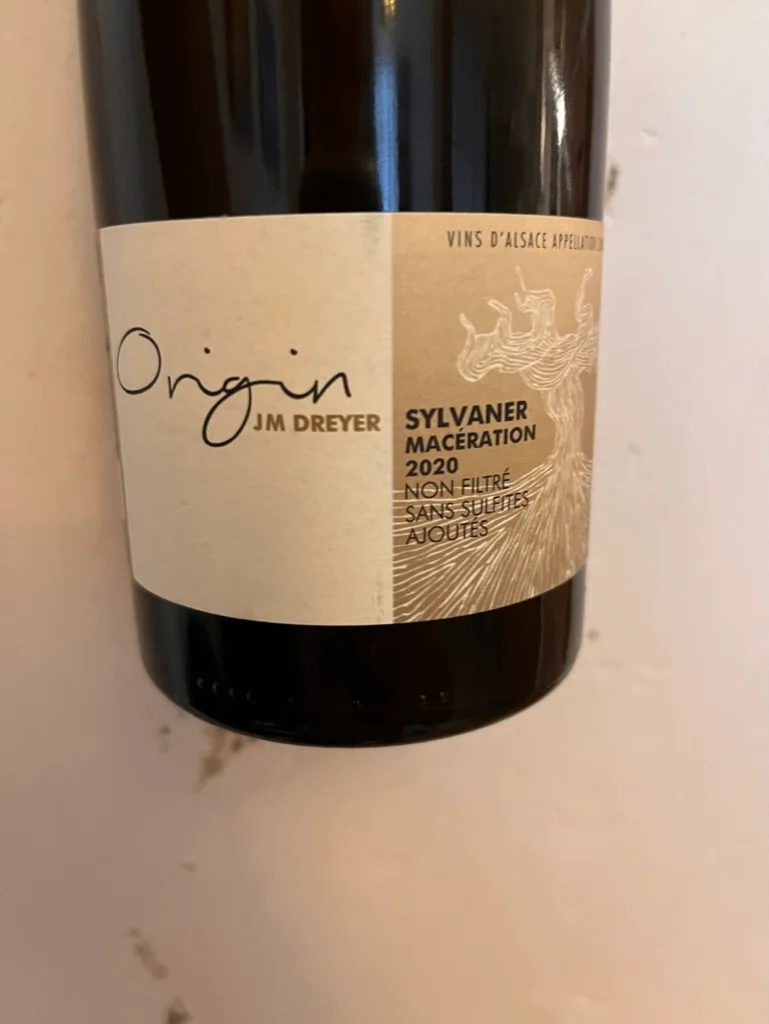 VINS D'ALSACE APPELLATION
Origin
JM DREYER
SYLVANER
MACÉRATION
2020
NON FILTRÉ
SANS SULFITES
AJOUTÉS